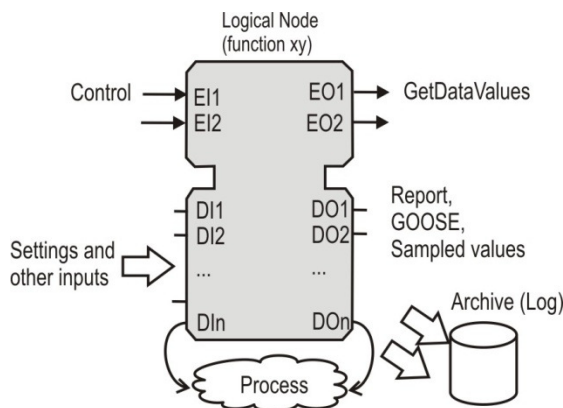 Logical Node
(function xy)
Control
EI1
EO1
GetDataValues
EI2
EO2
DI1
DO1
Report,
DI2
DO2
GOOSE,
Sampled values
Settings and
other inputs
...
...
Archive (Log)
DIn
DOn
Process